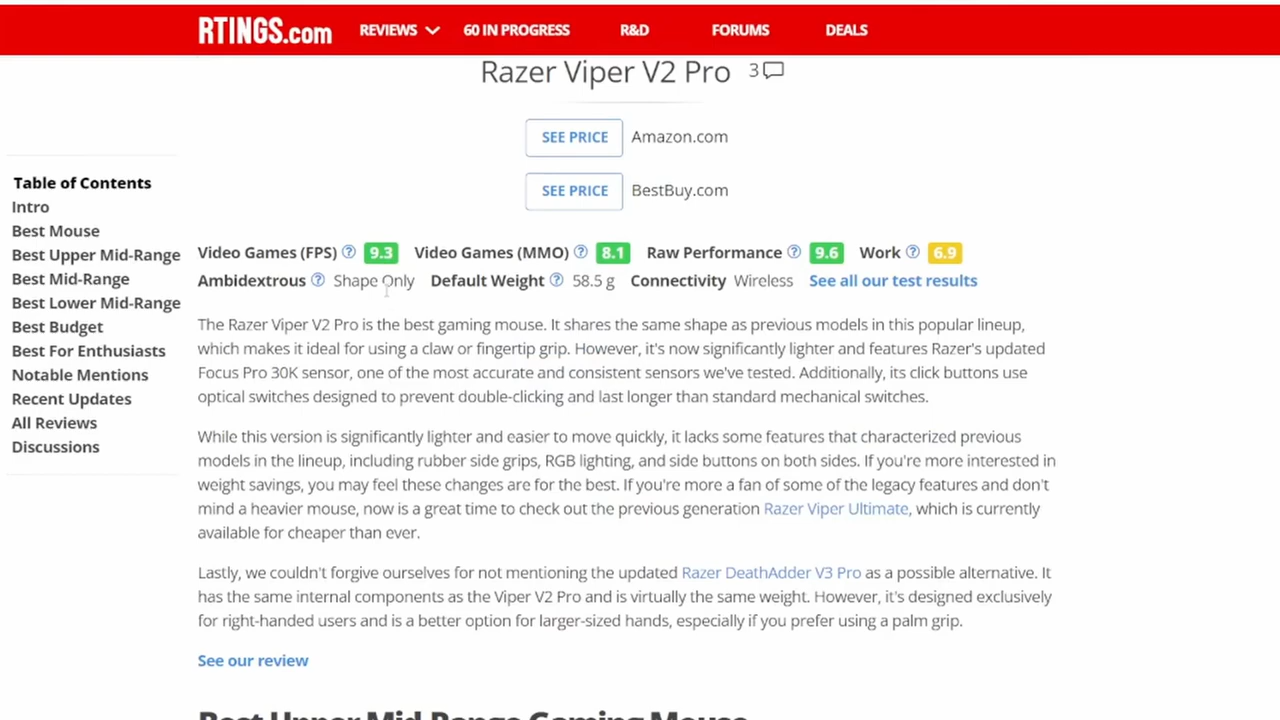 RTINGS.com REVIEWS 60 IN PROGRESS R&D FORUMS DEALS
Razer Viper V2 Pro 3
SEE PRICE Amazon.com
SEE PRICE BestBuy.com
Table of Contents
Intro
Best Mouse
Best Upper Mid-Range
Best Mid-Range
Best Lower Mid-Range
Best Budget
Best For Enthusiasts
Notable Mentions
Recent Updates
All Reviews
Discussions
Video Games (FPS) ? 9.3 Video Games (MMO) ? 8.1 Raw Performance ? 9.6 Work ? 6.9
Ambidextrous ? Shape Only Default Weight ? 58.5 g Connectivity Wireless See all our test results
The Razer Viper V2 Pro is the best gaming mouse. It shares the same shape as previous models in this popular lineup,
which makes it ideal for using a claw or fingertip grip. However, it's now significantly lighter and features Razer's updated
Focus Pro 30K sensor, one of the most accurate and consistent sensors we've tested. Additionally, its click buttons use
optical switches designed to prevent double-clicking and last longer than standard mechanical switches.
While this version is significantly lighter and easier to move quickly, it lacks some features that characterized previous
models in the lineup, including rubber side grips, RGB lighting, and side buttons on both sides. If you're more interested in
weight savings, you may feel these changes are for the best. If you're more a fan of some of the legacy features and don't
mind a heavier mouse, now is a great time to check out the previous generation Razer Viper Ultimate, which is currently
available for cheaper than ever.
Lastly, we couldn't forgive ourselves for not mentioning the updated Razer DeathAdder V3 Pro as a possible alternative. It
has the same internal components as the Viper V2 Pro and is virtually the same weight. However, it's designed exclusively
for right-handed users and is a better option for larger-sized hands, especially if you prefer using a palm grip.
See our review
Best Upper Mid-Range Gaming Mouse